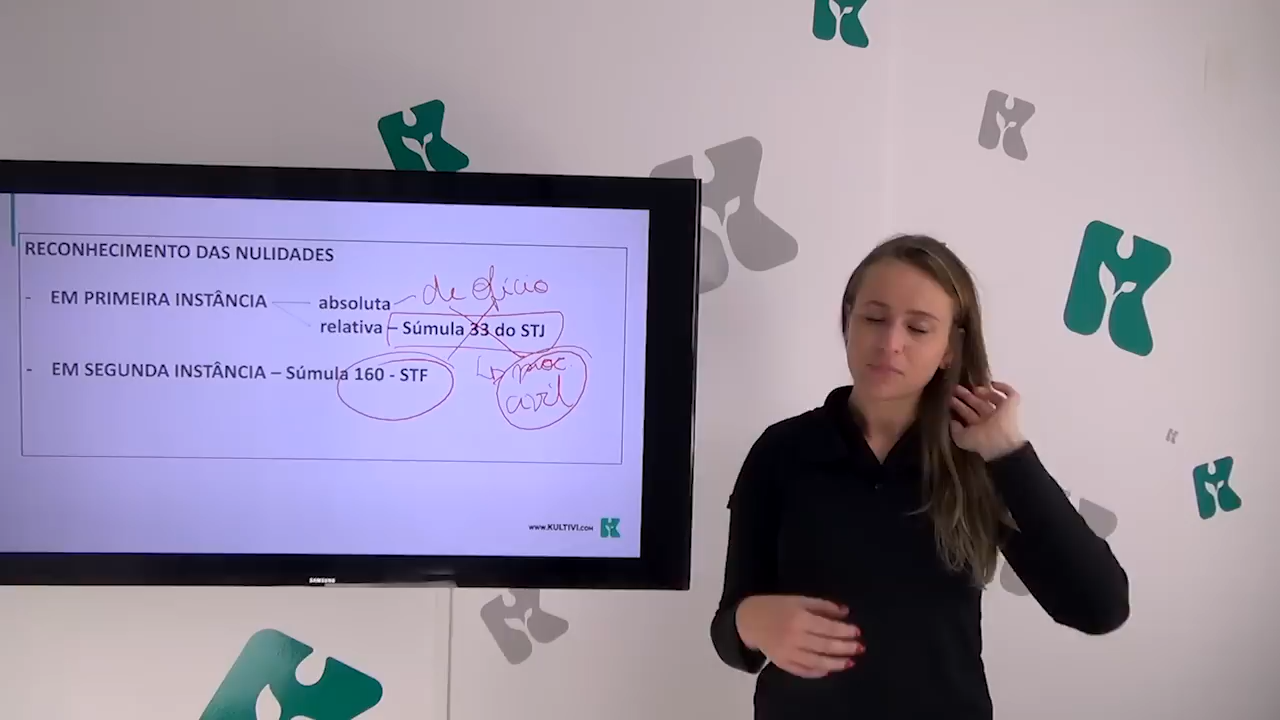 RECONHECIMENTO DAS NULIDADES
- EM PRIMEIRA INSTÂNCIA absoluta – de ofício
relativa – Súmula 33 do STJ
- EM SEGUNDA INSTÂNCIA – Súmula 160 - STF
proc.
civil
www.KULTIVI.com
SAMSUNG